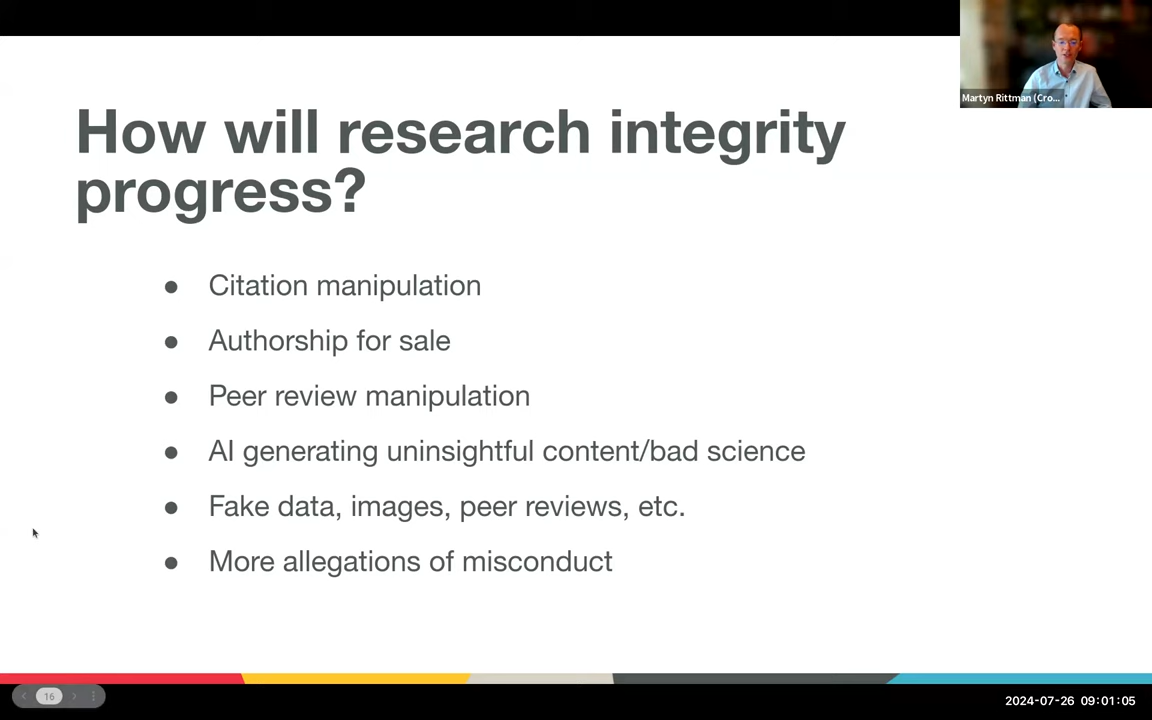 Martyn Rittman (Cro...
How will research integrity
progress?
● Citation manipulation
● Authorship for sale
● Peer review manipulation
● AI generating uninsightful content/bad science
● Fake data, images, peer reviews, etc.
● More allegations of misconduct
16
2024-07-26 09:01:05